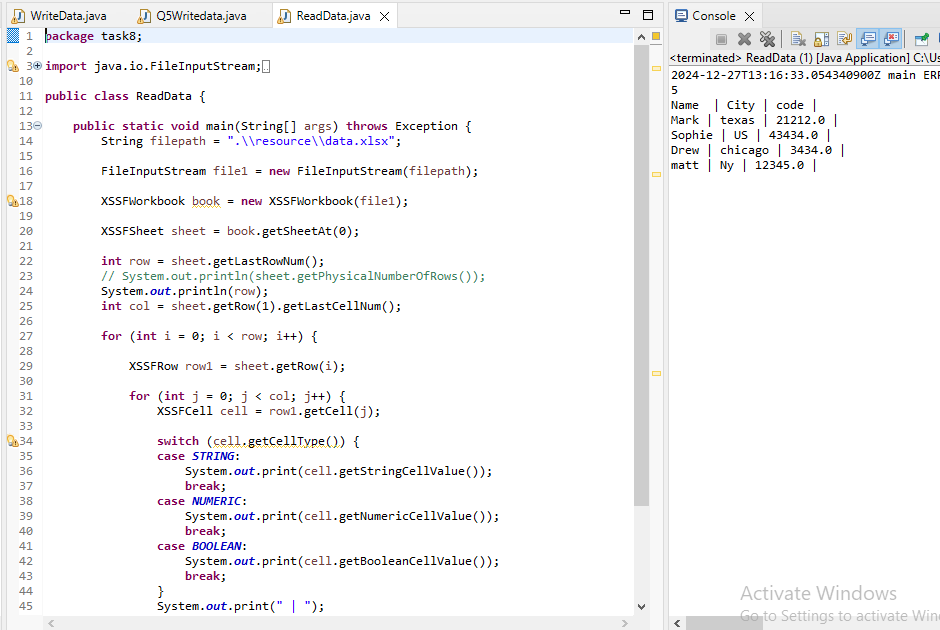 WriteData.java Q5Writedata.java ReadData.java
1 package task8;
2
3 import java.io.FileInputStream;
10
11 public class ReadData {
12
13 public static void main(String[] args) throws Exception {
14 String filepath = ".\\resource\\data.xlsx";
15
16 FileInputStream file1 = new FileInputStream(filepath);
17
18 XSSFWorkbook book = new XSSFWorkbook(file1);
19
20 XSSFSheet sheet = book.getSheetAt(0);
21
22 int row = sheet.getLastRowNum();
23 // System.out.println(sheet.getPhysicalNumberOfRows());
24 System.out.println(row);
25 int col = sheet.getRow(1).getLastCellNum();
26
27 for (int i = 0; i < row; i++) {
28
29 XSSFRow row1 = sheet.getRow(i);
30
31 for (int j = 0; j < col; j++) {
32 XSSFCell cell = row1.getCell(j);
33
34 switch (cell.getCellType()) {
35 case STRING:
36 System.out.print(cell.getStringCellValue());
37 break;
38 case NUMERIC:
39 System.out.print(cell.getNumericCellValue());
40 break;
41 case BOOLEAN:
42 System.out.print(cell.getBooleanCellValue());
43 break;
44 }
45 System.out.print(" | ");
Console
<terminated> ReadData (1) [Java Application] C:\Us
2024-12-27T13:16:33.054340900Z main ERR
5
Name | City | code |
Mark | texas | 21212.0 |
Sophie | US | 43434.0 |
Drew | chicago | 3434.0 |
matt | Ny | 12345.0 |
Activate Windows
Go to Settings to activate Win